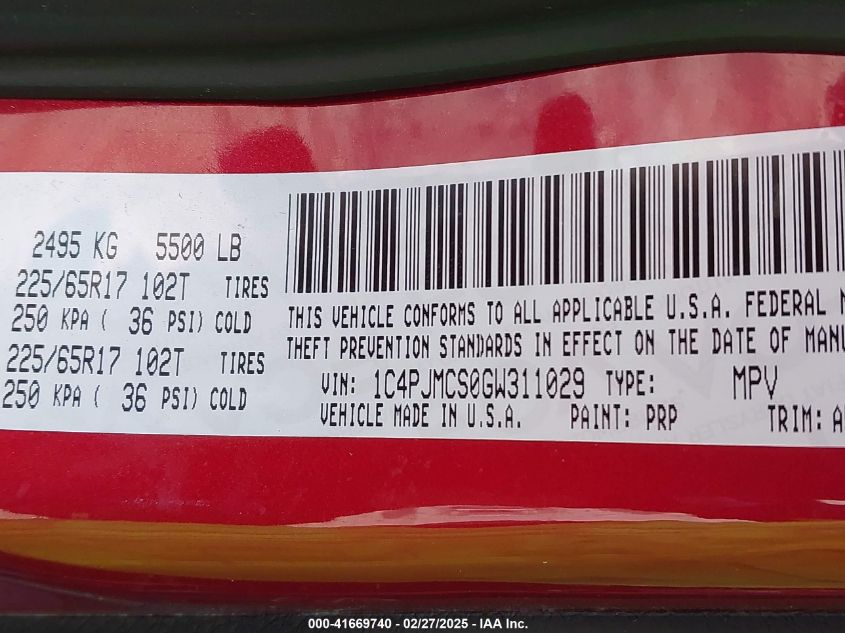 2495 KG 5500 LB
225/65R17 102T TIRES
250 KPA ( 36 PSI) COLD
225/65R17 102T TIRES
250 KPA ( 36 PSI) COLD
THIS VEHICLE CONFORMS TO ALL APPLICABLE U.S.A. FEDERAL M
THEFT PREVENTION STANDARDS IN EFFECT ON THE DATE OF MANU
VIN: 1C4PJMCS0GW311029 TYPE: MPV
VEHICLE MADE IN U.S.A. PAINT: PRP TRIM: A
000-41669740 - 02/27/2025 - IAA Inc.